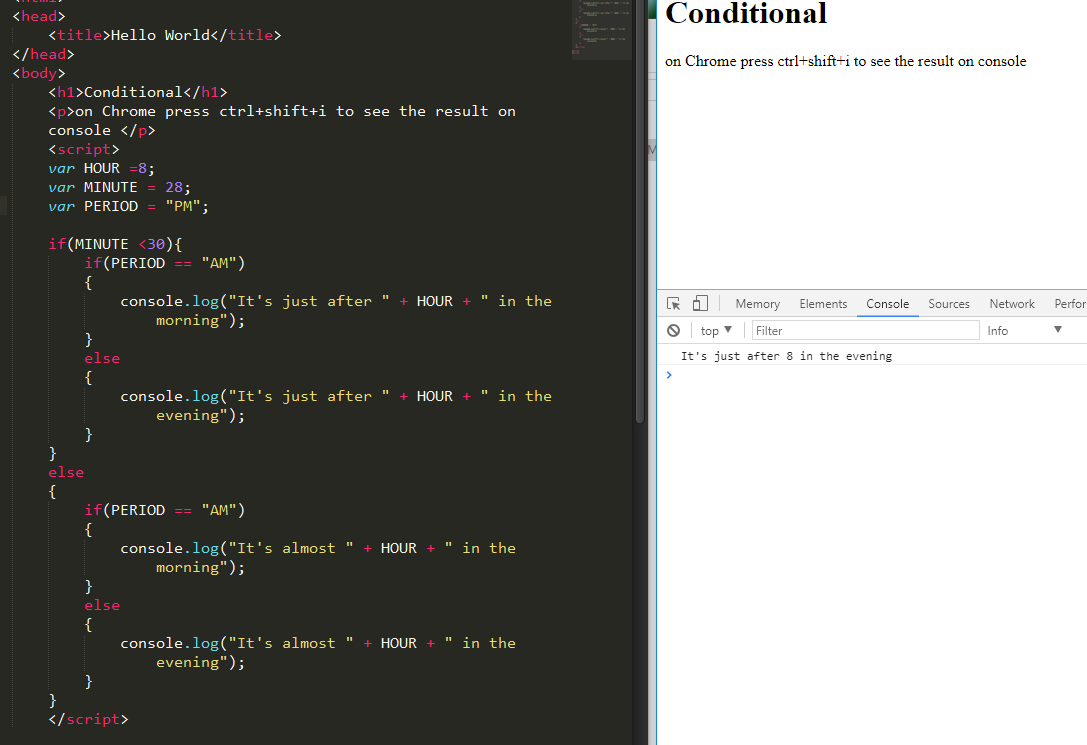 <html>
<head>
<title>Hello World</title>
</head>
<body>
<h1>Conditional</h1>
<p>on Chrome press ctrl+shift+i to see the result on
console </p>
<script>
var HOUR =8;
var MINUTE = 28;
var PERIOD = "PM";
if(MINUTE <30){
if(PERIOD == "AM")
{
console.log("It's just after " + HOUR + " in the
morning");
}
else
{
console.log("It's just after " + HOUR + " in the
evening");
}
}
else
{
if(PERIOD == "AM")
{
console.log("It's almost " + HOUR + " in the
morning");
}
else
{
console.log("It's almost " + HOUR + " in the
evening");
}
}
</script>
Conditional
on Chrome press ctrl+shift+i to see the result on console
Memory Elements Console Sources Network Perfor
top Filter Info
It's just after 8 in the evening